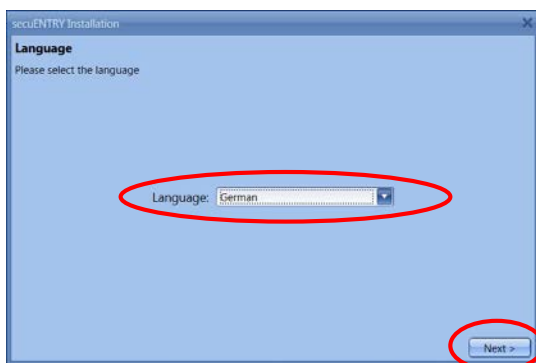 secuENTRY Installation
Language
Please select the language
Language: German
Next >